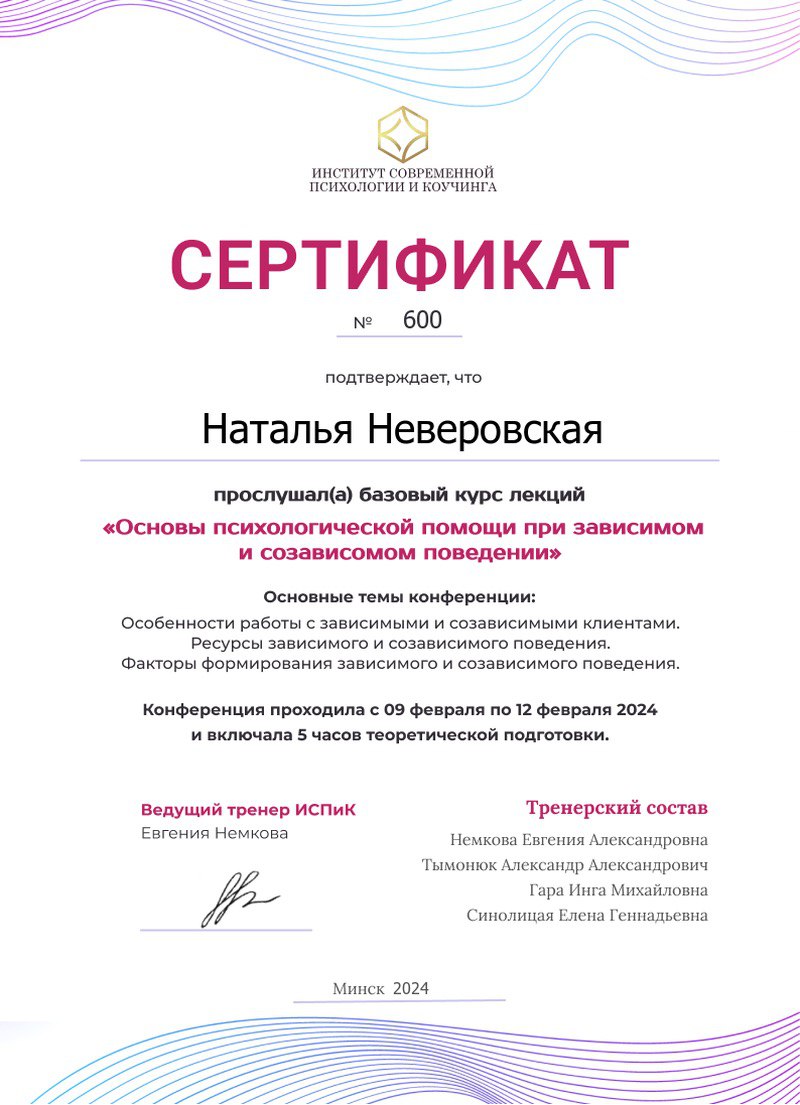 ИНСТИТУТ СОВРЕМЕННОЙ
ПСИХОЛОГИИ И КОУЧИНГА
СЕРТИФИКАТ
№ 600
подтверждает, что
Наталья Неверовская
прослушал(а) базовый курс лекций
«Основы психологической помощи при зависимом
и созависомом поведении»
Основные темы конференции:
Особенности работы с зависимыми и созависимыми клиентами.
Ресурсы зависимого и созависимого поведения.
Факторы формирования зависимого и созависимого поведения.
Конференция проходила с 09 февраля по 12 февраля 2024
и включала 5 часов теоретической подготовки.
Ведущий тренер ИСПиК
Евгения Немкова
Тренерский состав
Немкова Евгения Александровна
Тымонюк Александр Александрович
Гара Инга Михайловна
Синолицая Елена Геннадьевна
Минск 2024